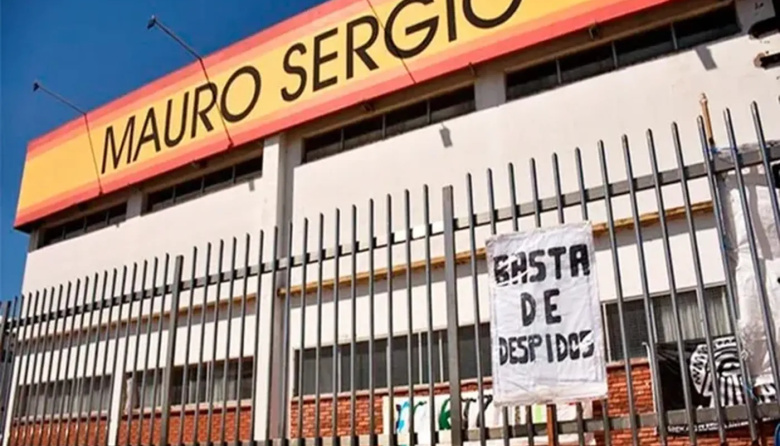 MAURO SERGIO
BASTA
DE
DESPIDOS